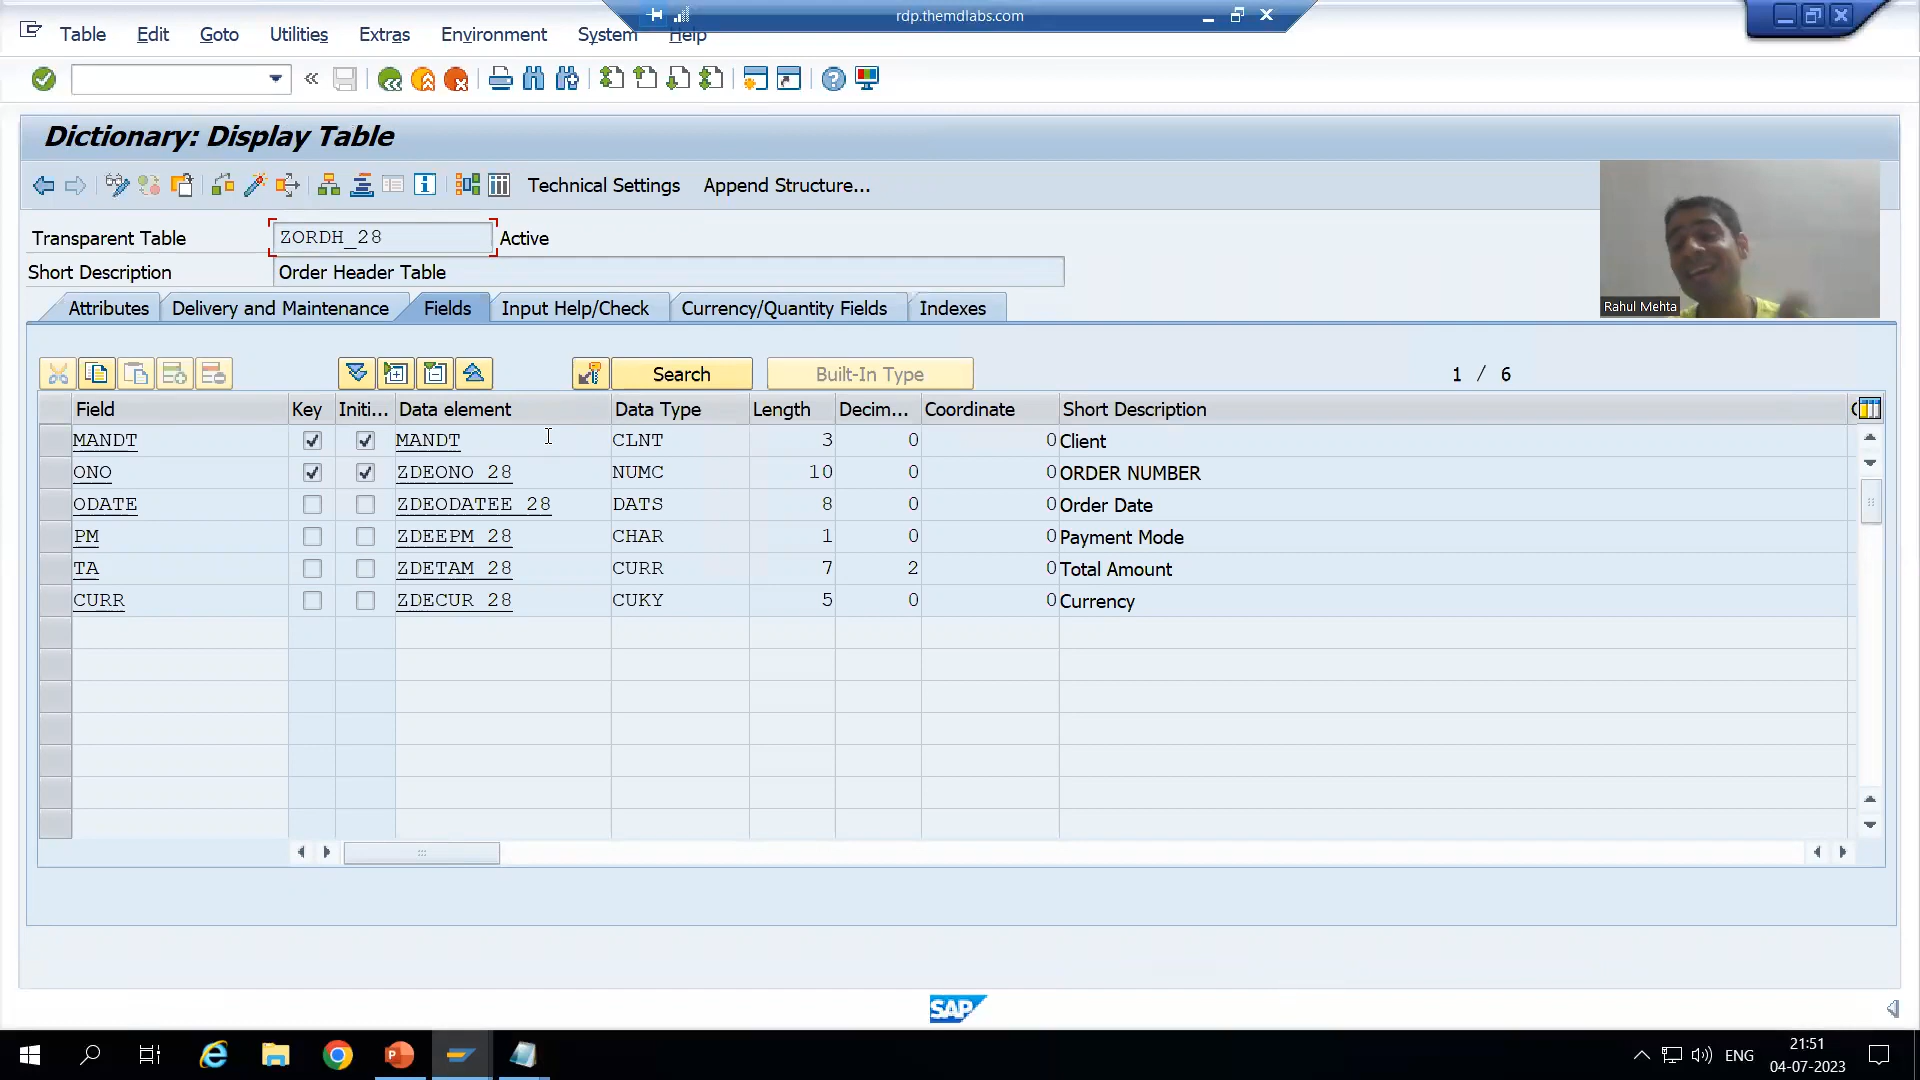 rdp.themdlabs.com
Table Edit Goto Utilities Extras Environment System Help
Dictionary: Display Table
Technical Settings Append Structure...
Transparent Table ZORDH_28 Active
Short Description Order Header Table
Rahul Mehta
Attributes Delivery and Maintenance Fields Input Help/Check Currency/Quantity Fields Indexes
Search Built-In Type 1 / 6
Field Key Initi... Data element Data Type Length Decim... Coordinate Short Description
MANDT MANDT CLNT 3 0 0 Client
ONO ZDEONO_28 NUMC 10 0 0 ORDER NUMBER
ODATE ZDEODATEE_28 DATS 8 0 0 Order Date
PM ZDEEPM_28 CHAR 1 0 0 Payment Mode
TA ZDETAM_28 CURR 7 2 0 Total Amount
CURR ZDECUR_28 CUKY 5 0 0 Currency
SAP
ENG
21:51
04-07-2023